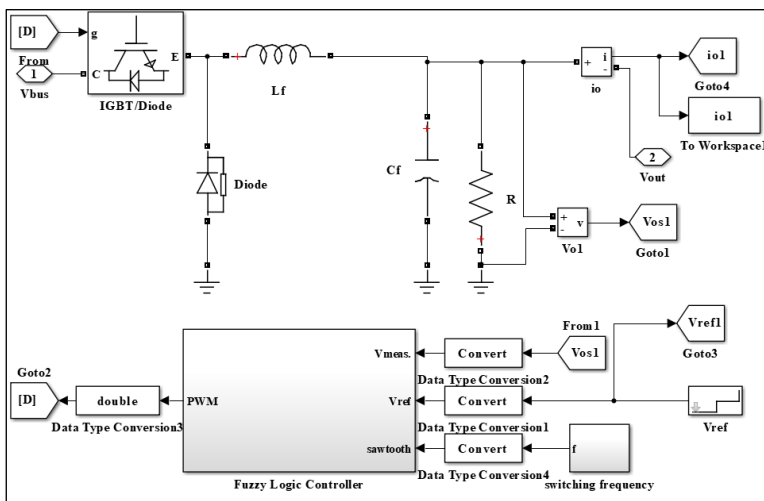 [D]
From
g
C
E
1
Vbus
IGBT/Diode
Lf
Diode
Cf
R
+
i
-
io
io1
Goto4
io1
To Workspace1
2
Vout
+
-
v
Vo1
Vos1
Goto1
Goto2
[D]
double
Data Type Conversion3
PWM
Vmeas.
Vref
sawtooth
Fuzzy Logic Controller
Convert
Data Type Conversion2
Convert
Data Type Conversion1
Convert
Data Type Conversion4
From1
Vos1
Vref1
Goto3
Vref
f
switching frequency